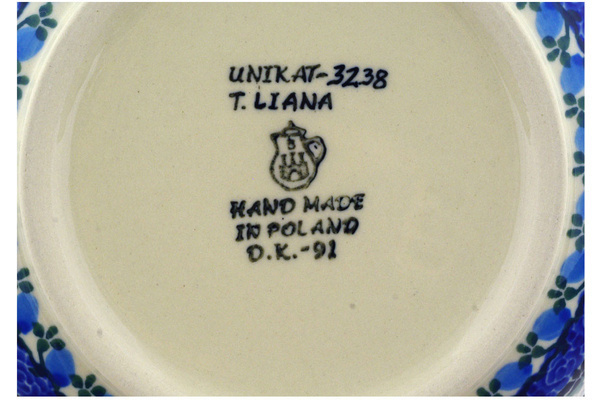 UNIKAT-3238
T. LIANA
B
HAND MADE
IN POLAND
D.K.-91